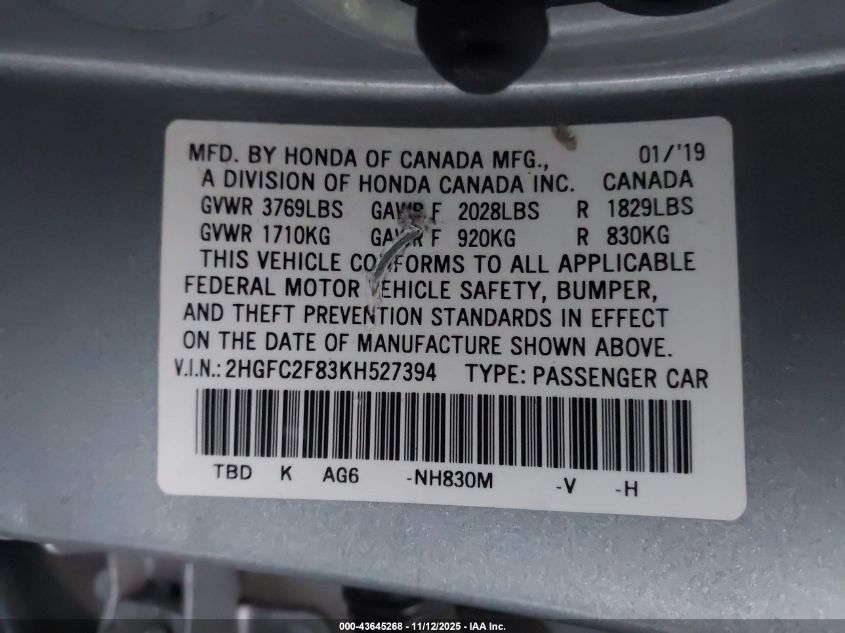 MFD. BY HONDA OF CANADA MFG., 01/'19
A DIVISION OF HONDA CANADA INC. CANADA
GVWR 3769LBS GAWR F 2028LBS R 1829LBS
GVWR 1710KG GAWR F 920KG R 830KG
THIS VEHICLE CONFORMS TO ALL APPLICABLE
FEDERAL MOTOR VEHICLE SAFETY, BUMPER,
AND THEFT PREVENTION STANDARDS IN EFFECT
ON THE DATE OF MANUFACTURE SHOWN ABOVE.
V.I.N.: 2HGFC2F83KH527394 TYPE: PASSENGER CAR
TBD K AG6 -NH830M -V -H
000-43645268 - 11/12/2025 - IAA Inc.